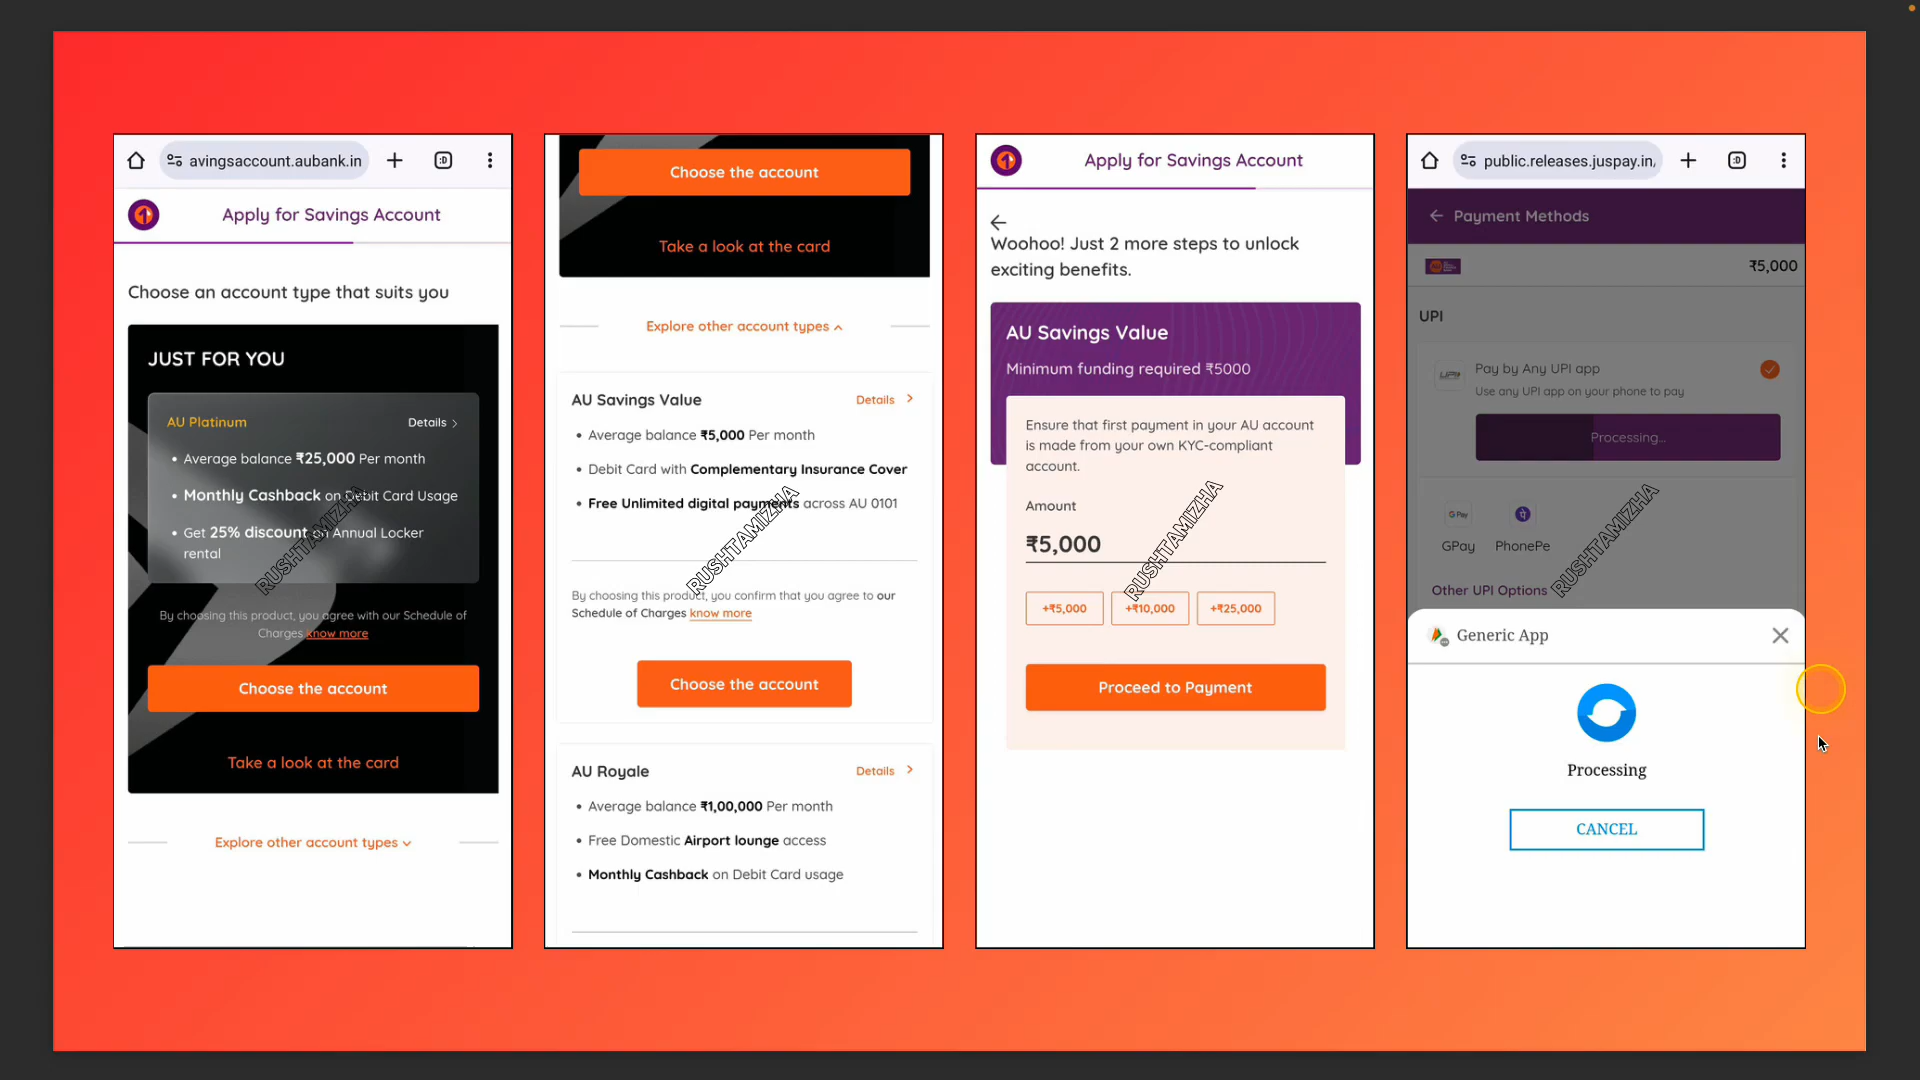 avingsaccount.aubank.in
:D
Apply for Savings Account
Choose an account type that suits you
JUST FOR YOU
AU Platinum
Details
• Average balance ₹25,000 Per month
• Monthly Cashback on Debit Card Usage
• Get 25% discount on Annual Locker
rental
By choosing this product, you agree with our Schedule of
Charges know more
Choose the account
Take a look at the card
Explore other account types
RUSHTAMIZHA
Choose the account
Take a look at the card
Explore other account types
AU Savings Value
Details
• Average balance ₹5,000 Per month
• Debit Card with Complementary Insurance Cover
• Free Unlimited digital payments across AU 0101
By choosing this product, you confirm that you agree to our
Schedule of Charges know more
Choose the account
AU Royale
Details
• Average balance ₹1,00,000 Per month
• Free Domestic Airport lounge access
• Monthly Cashback on Debit Card usage
RUSHTAMIZHA
Apply for Savings Account
Woohoo! Just 2 more steps to unlock
exciting benefits.
AU Savings Value
Minimum funding required ₹5000
Ensure that first payment in your AU account
is made from your own KYC-compliant
account.
Amount
₹5,000
+₹5,000
+₹10,000
+₹25,000
Proceed to Payment
RUSHTAMIZHA
public.releases.juspay.in,
:D
Payment Methods
₹5,000
UPI
UPI
Pay by Any UPI app
Use any UPI app on your phone to pay
Processing...
G Pay
GPay
PhonePe
Other UPI Options
RUSHTAMIZHA
Generic App
Processing
CANCEL